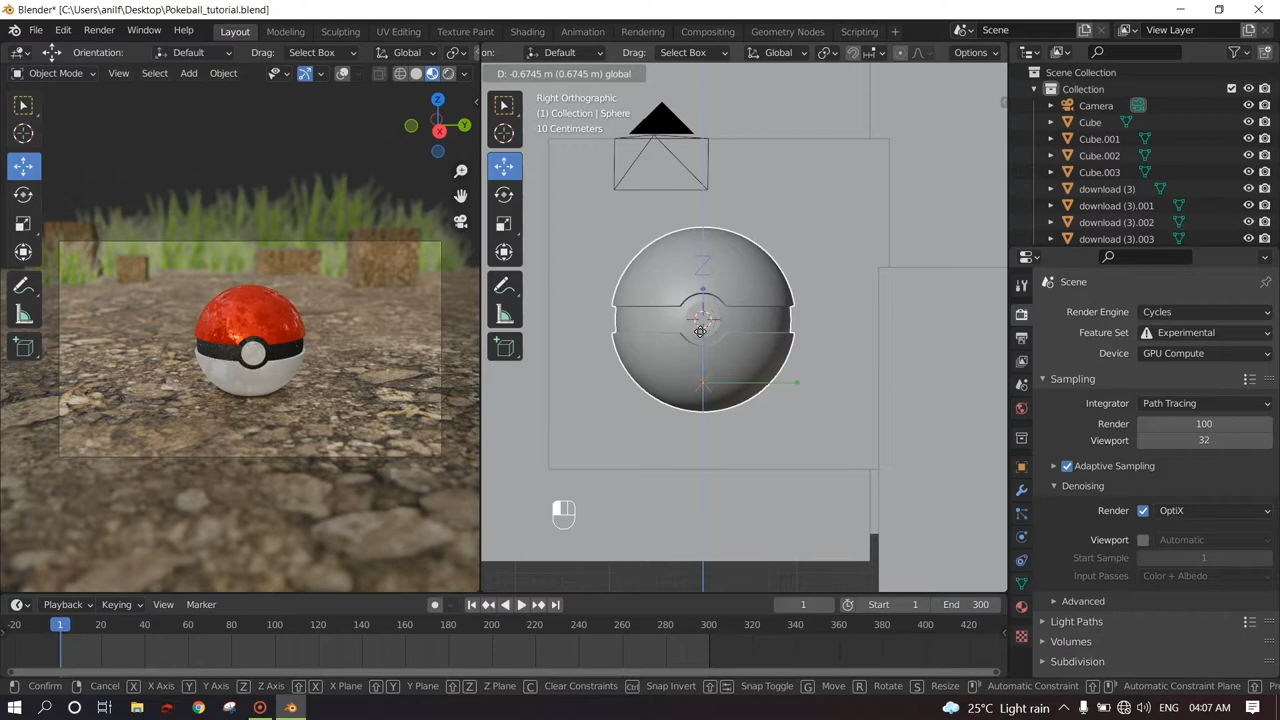 Blender* [C:\Users\anilf\Desktop\Pokeball_tutorial.blend]
File Edit Render Window Help Layout Modeling Sculpting UV Editing Texture Paint Shading Animation Rendering Compositing Geometry Nodes Scripting Scene View Layer
Orientation: Default Drag: Select Box Global on: Default Drag: Select Box Global Options
Object Mode View Select Add Object D: -0.6745 m (0.6745 m) global Scene Collection
Collection
Right Orthographic
(1) Collection | Sphere
10 Centimeters
Camera
Cube
Cube.001
Cube.002
Cube.003
download (3)
download (3).001
download (3).002
download (3).003
Z
X
Y
Z
Scene
Render Engine Cycles
Feature Set Experimental
Device GPU Compute
Sampling
Integrator Path Tracing
Render 100
Viewport 32
Adaptive Sampling
Denoising
Render OptiX
Viewport Automatic
Start Sample 1
Input Passes Color + Albedo
Advanced
Light Paths
Volumes
Subdivision
Playback Keying View Marker 1 Start 1 End 300
1 20 40 60 80 100 120 140 160 180 200 220 240 260 280 300 320 340 360 380 400 420
Confirm Cancel X X Axis Y Y Axis Z Z Axis X X Plane Y Y Plane Z Z Plane C Clear Constraints Ctrl Snap Invert Snap Toggle G Move R Rotate S Resize Automatic Constraint Automatic Constraint Plane
25°C Light rain ENG 04:07 AM